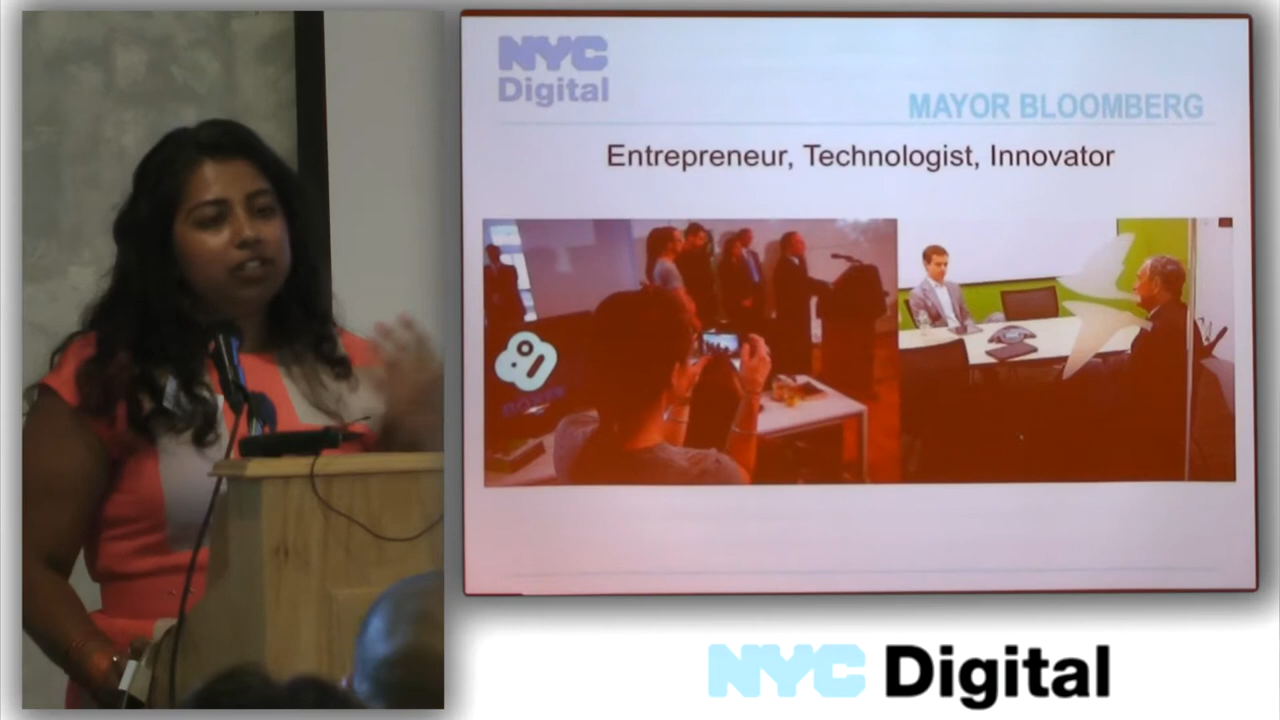 NYC
Digital
MAYOR BLOOMBERG
Entrepreneur, Technologist, Innovator
NYC Digital